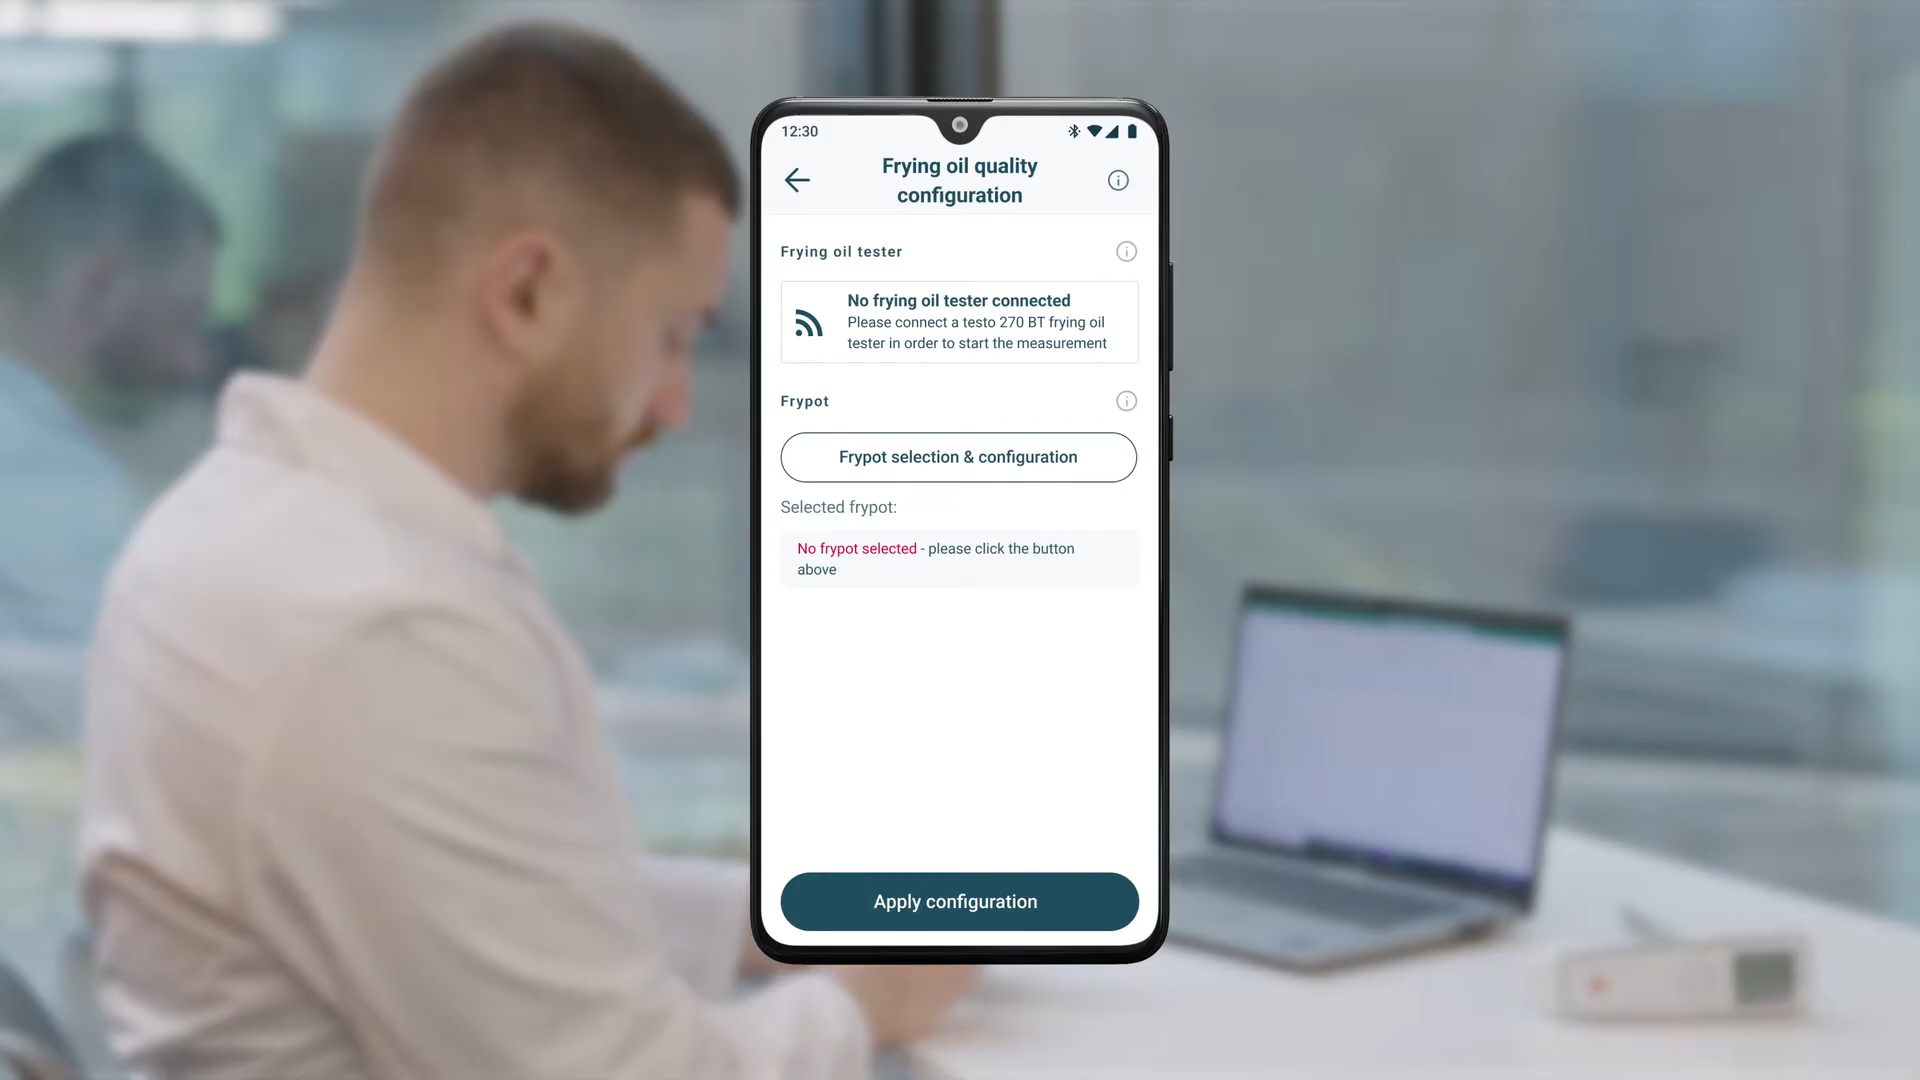 12:30
Frying oil quality
configuration
Frying oil tester
No frying oil tester connected
Please connect a testo 270 BT frying oil
tester in order to start the measurement
Frypot
Frypot selection & configuration
Selected frypot:
No frypot selected - please click the button
above
Apply configuration